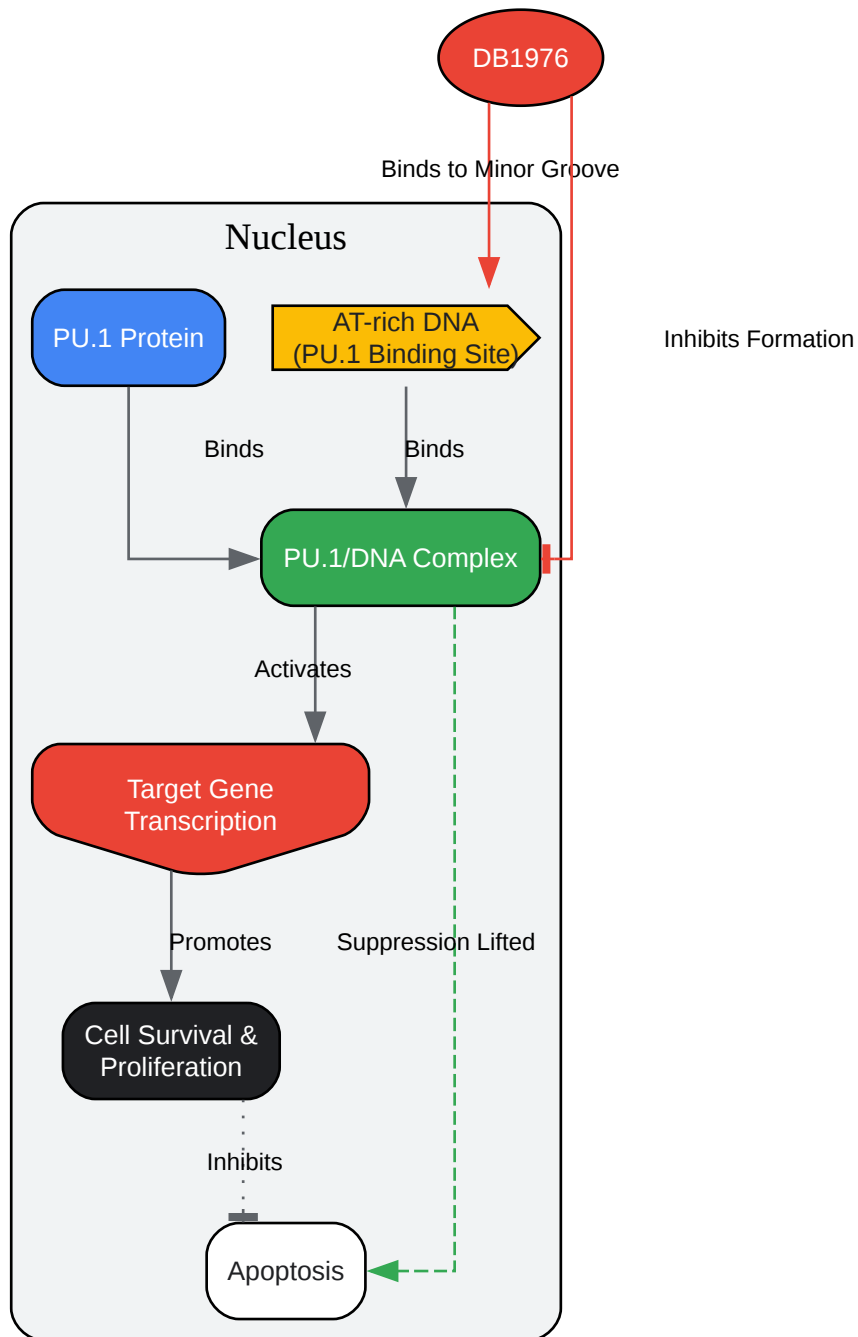 DB1976
Binds to Minor Groove
Nucleus
PU.1 Protein
AT-rich DNA
(PU.1 Binding Site)
Inhibits Formation
Binds
Binds
PU.1/DNA Complex
Activates
Target Gene
Transcription
Promotes
Suppression Lifted
Cell Survival &
Proliferation
Inhibits
Apoptosis